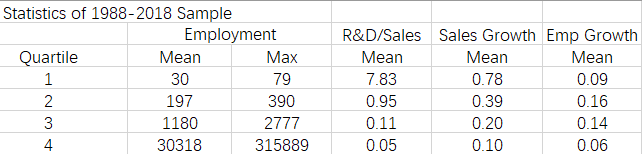 Statistics of 1988-2018 Sample
Employment R&D/Sales Sales Growth Emp Growth
Quartile Mean Max Mean Mean Mean
1 30 79 7.83 0.78 0.09
2 197 390 0.95 0.39 0.16
3 1180 2777 0.11 0.20 0.14
4 30318 315889 0.05 0.10 0.06